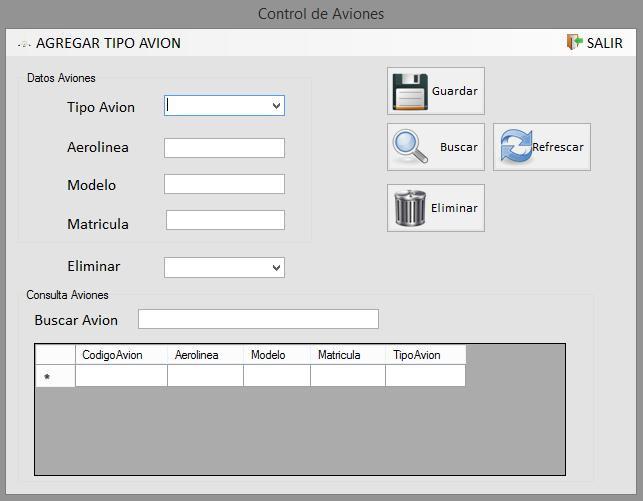 Control de Aviones
AGREGAR TIPO AVION
SALIR
Datos Aviones
Tipo Avion
Aerolinea
Modelo
Matricula
Guardar
Buscar
Refrescar
Eliminar
Eliminar
Consulta Aviones
Buscar Avion
CodigoAvion Aerolinea Modelo Matricula TipoAvion
*